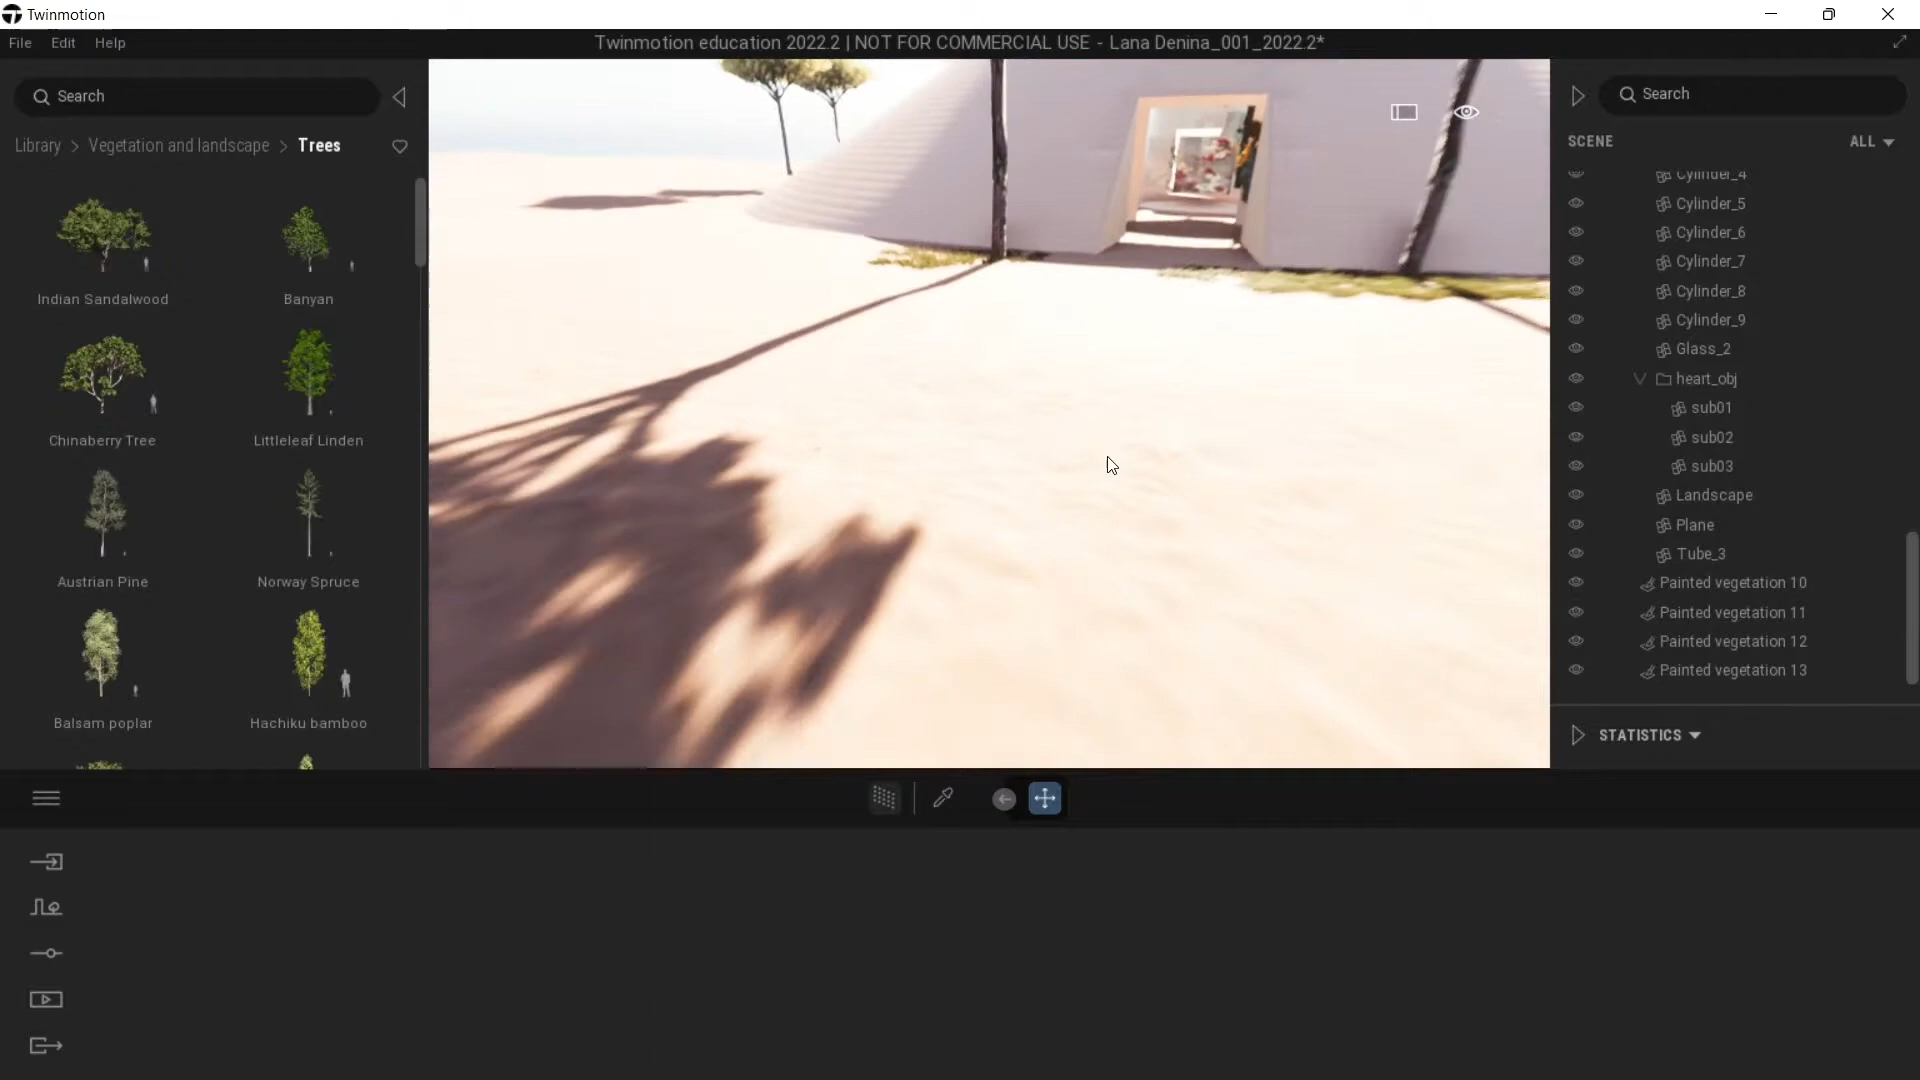 Twinmotion
File Edit Help
Twinmotion education 2022.2 | NOT FOR COMMERCIAL USE - Lana Denina_001_2022.2*
Search
Library > Vegetation and landscape > Trees
Indian Sandalwood
Banyan
Chinaberry Tree
Littleleaf Linden
Austrian Pine
Norway Spruce
Balsam poplar
Hachiku bamboo
Search
SCENE
ALL
Cylinder_4
Cylinder_5
Cylinder_6
Cylinder_7
Cylinder_8
Cylinder_9
Glass_2
heart_obj
sub01
sub02
sub03
Landscape
Plane
Tube_3
Painted vegetation 10
Painted vegetation 11
Painted vegetation 12
Painted vegetation 13
STATISTICS